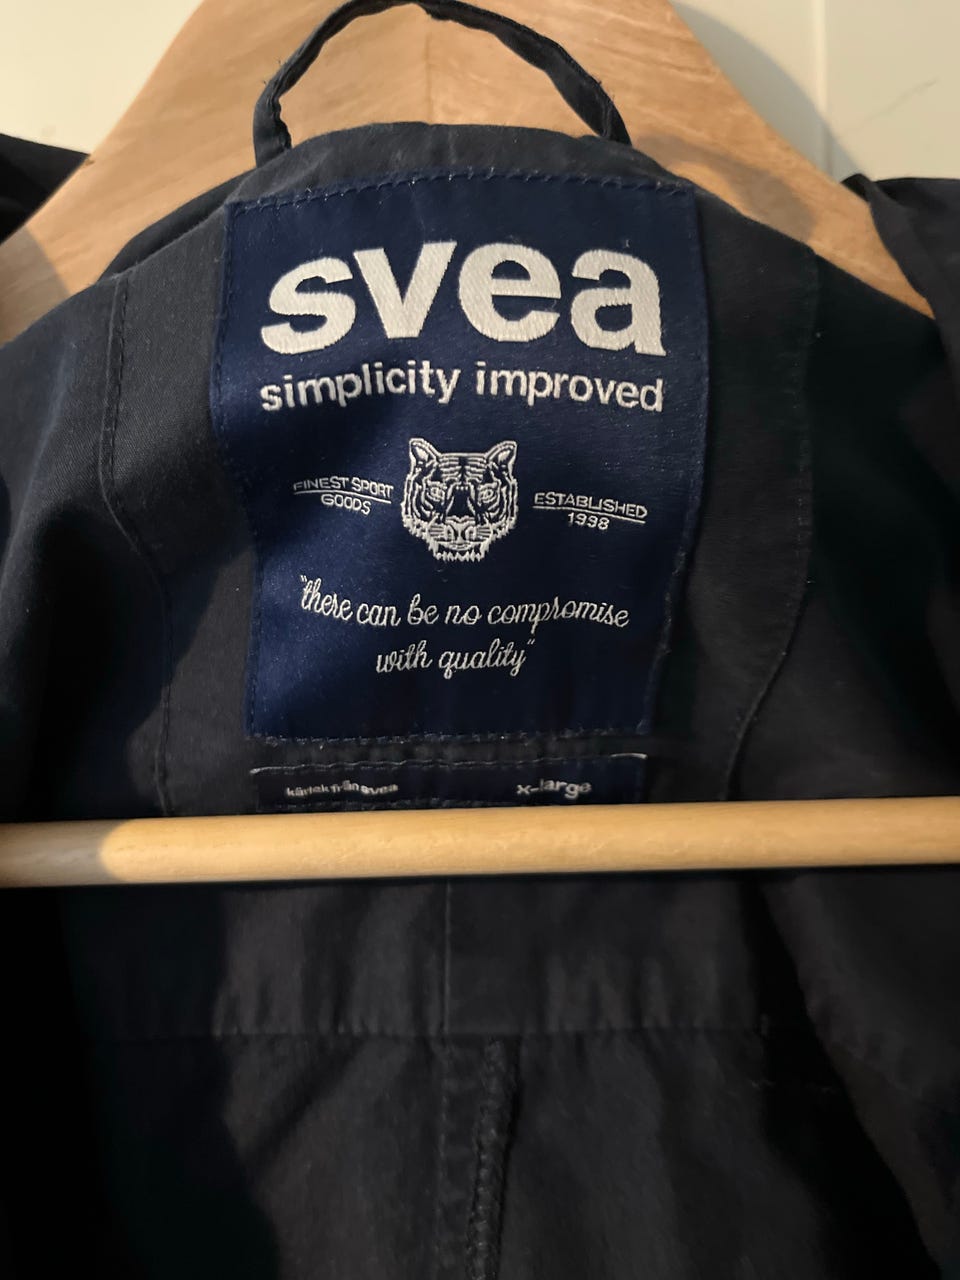 svea
simplicity improved
FINEST SPORT
GOODS
ESTABLISHED
1998
"there can be no compromise
with quality"
kärlek från svea
x-large